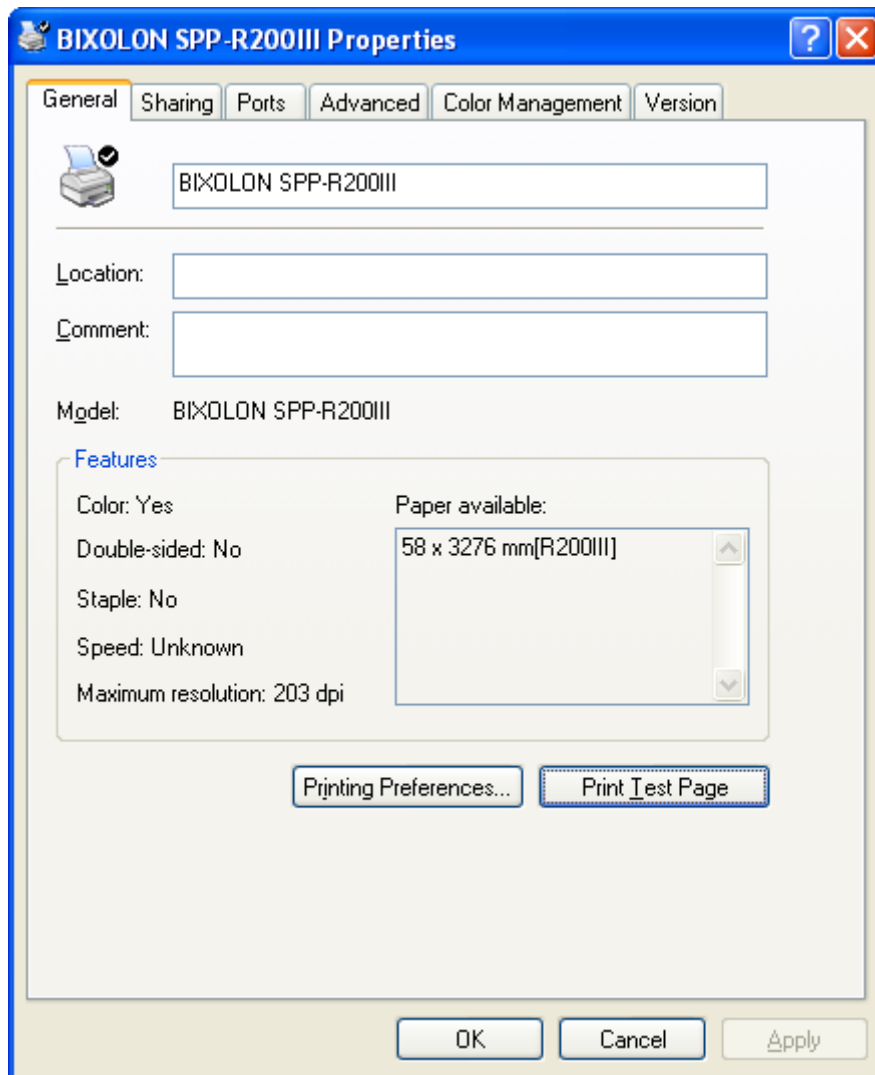 BIXOLON SPP-R200III Properties
General Sharing Ports Advanced Color Management Version
BIXOLON SPP-R200III
Location:
Comment:
Model: BIXOLON SPP-R200III
Features
Color: Yes
Double-sided: No
Staple: No
Speed: Unknown
Maximum resolution: 203 dpi
Paper available:
58 x 3276 mm[R200III]
Printing Preferences...
Print Test Page
OK
Cancel
Apply